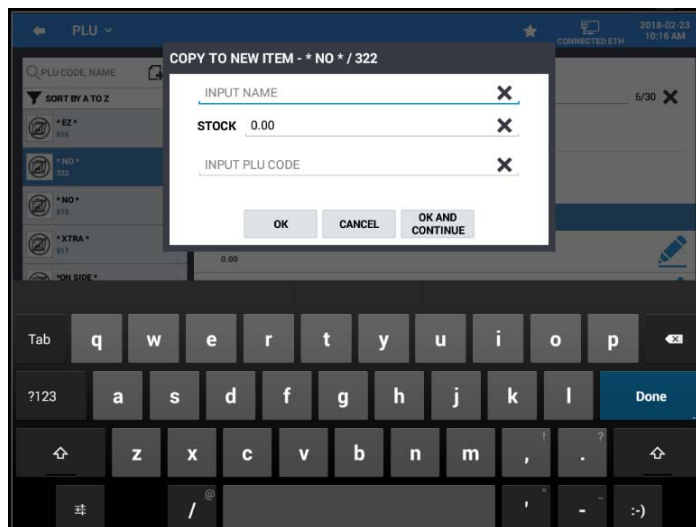 PLU
2018-02-23
CONNECTED ETH
10:16 AM
COPY TO NEW ITEM - * NO * / 322
PLU CODE, NAME
INPUT NAME
SORT BY A TO Z
6/30
STOCK 0.00
* EZ *
616
* NO *
322
INPUT PLU CODE
* NO *
619
OK
CANCEL
OK AND
CONTINUE
* XTRA *
617
0.00
*ON SIDE *
Tab q w e r t y u i o p
?123 a s d f g h j k l Done
z x c v b n m , ! . ?
/ @ ' " - _ :-)